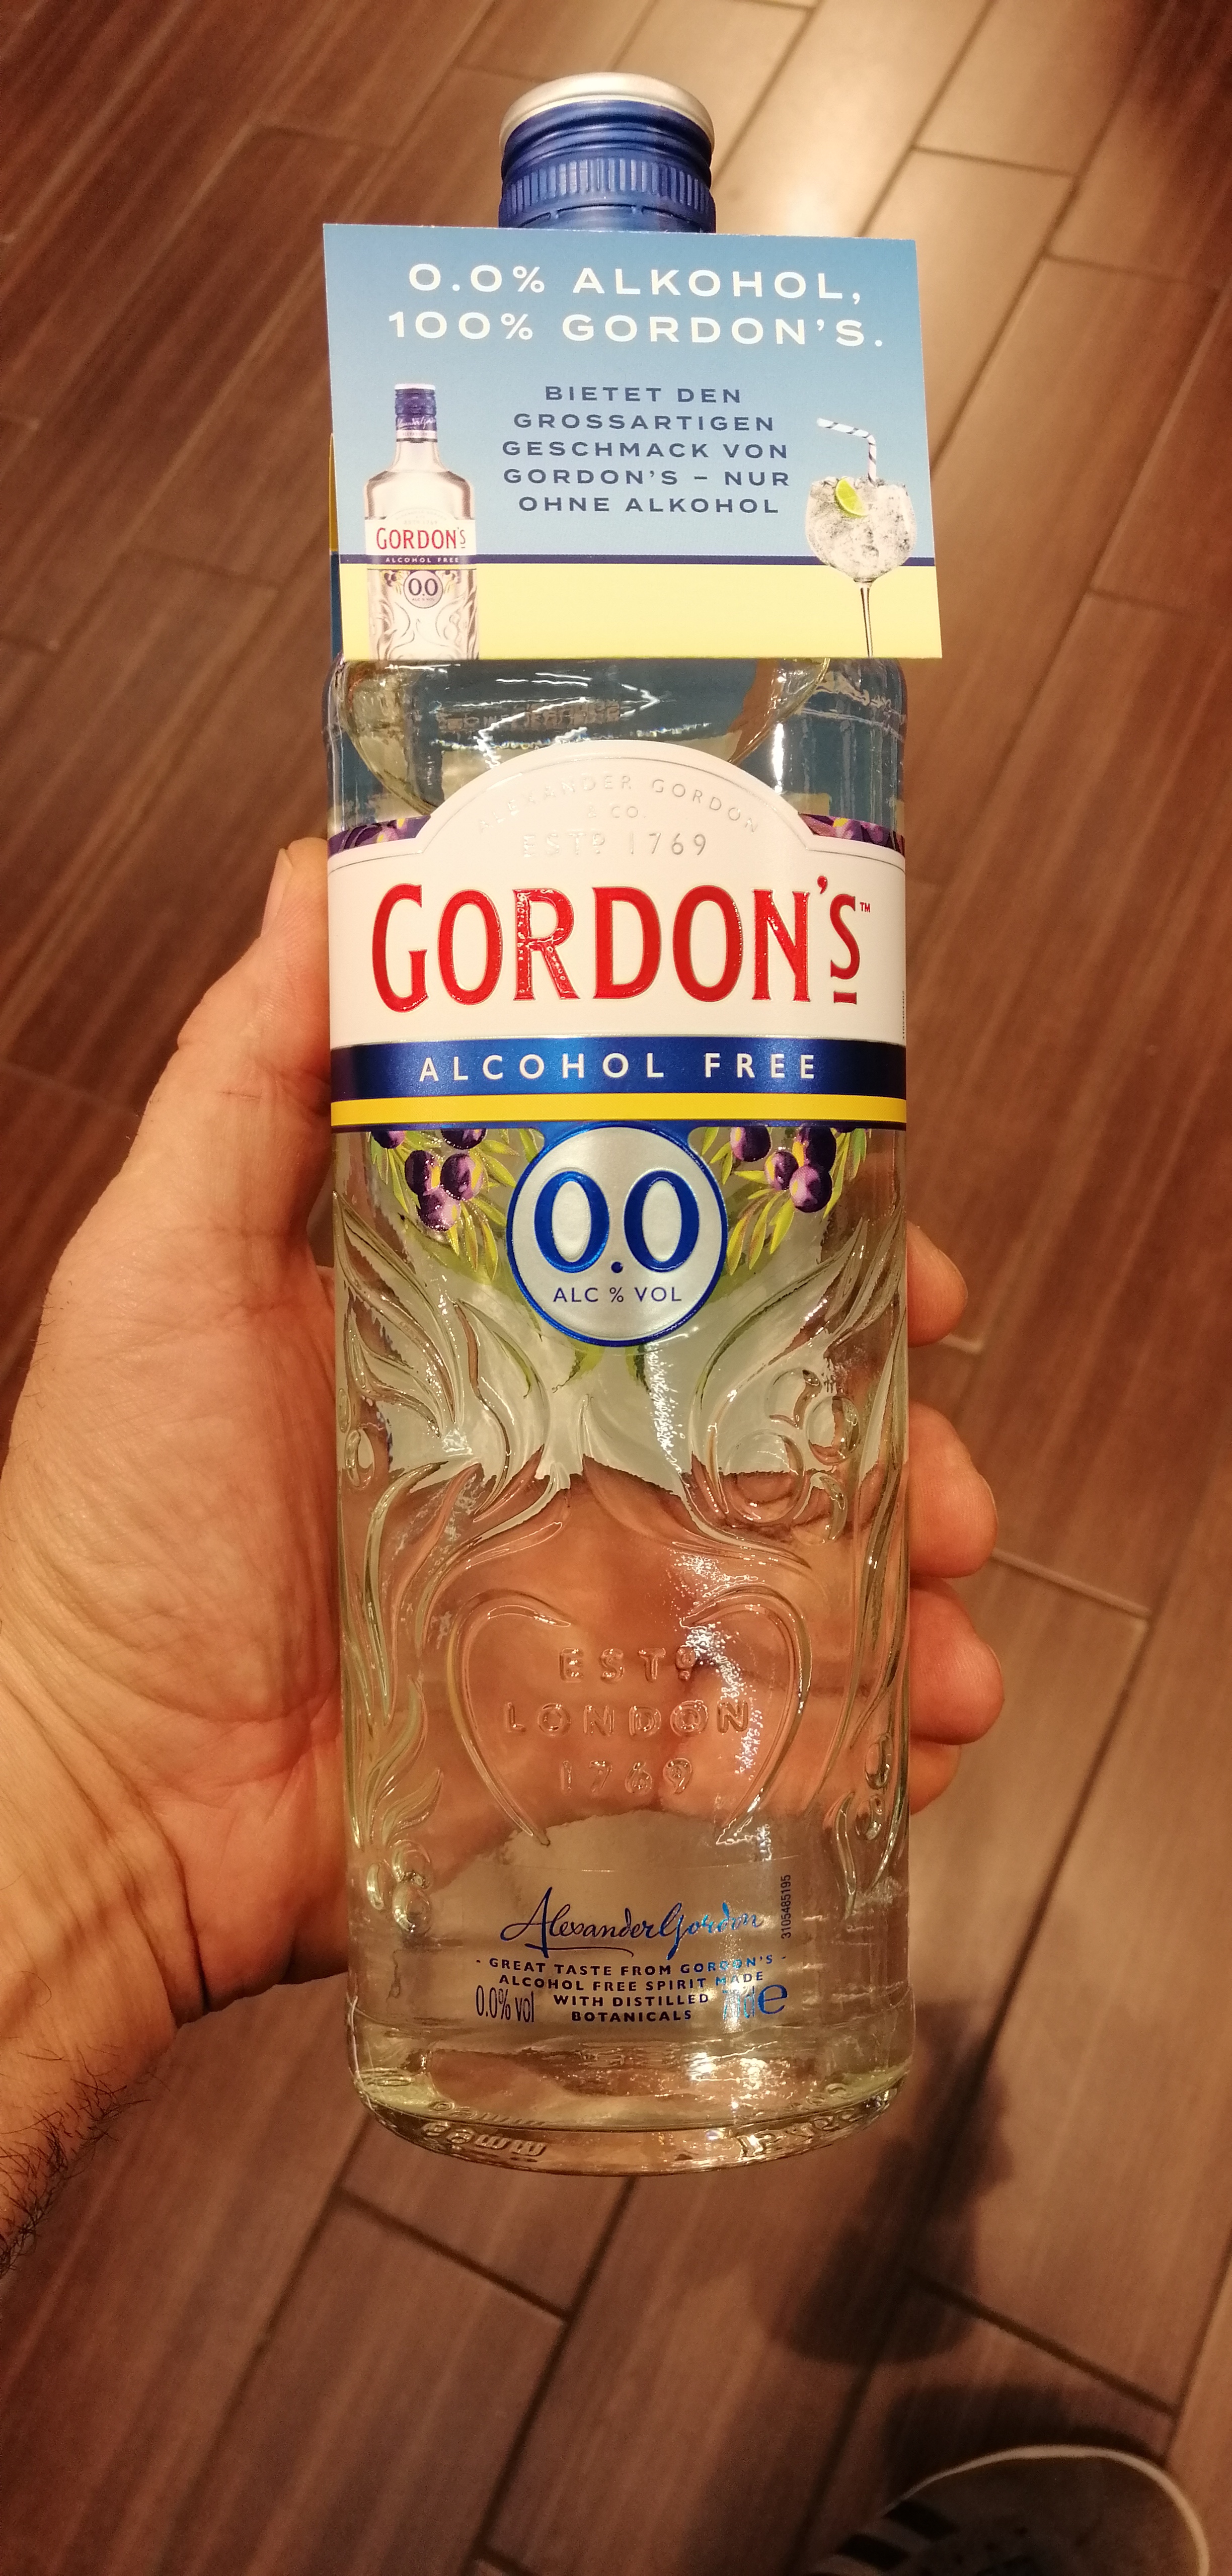 0.0% ALKOHOL,
100% GORDON'S.
BIETET DEN
GROSSARTIGEN
GESCHMACK VON
GORDON'S – NUR
OHNE ALKOHOL
GORDON'S
ALCOHOL FREE
0.0
ALEXANDER GORDON
& CO.
ESTD 1769
GORDON'S™
ALCOHOL FREE
0.0
ALC % VOL
ESTD
LONDON
1769
Alexander Gordon
3105485195
- GREAT TASTE FROM GORDON'S -
ALCOHOL FREE SPIRIT MADE
WITH DISTILLED
BOTANICALS
0.0% vol
e